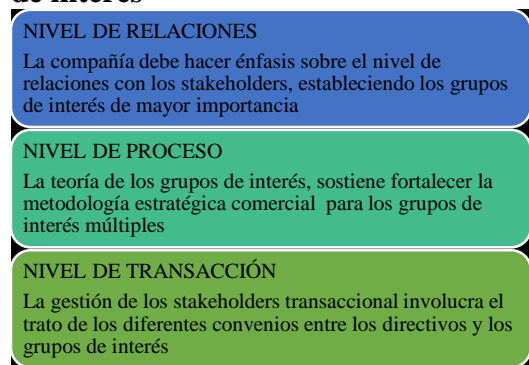 de interés
NIVEL DE RELACIONES
La compañía debe hacer énfasis sobre el nivel de
relaciones con los stakeholders, estableciendo los grupos
de interés de mayor importancia
NIVEL DE PROCESO
La teoría de los grupos de interés, sostiene fortalecer la
metodología estratégica comercial para los grupos de
interés múltiples
NIVEL DE TRANSACCIÓN
La gestión de los stakeholders transaccional involucra el
trato de los diferentes convenios entre los directivos y los
grupos de interés